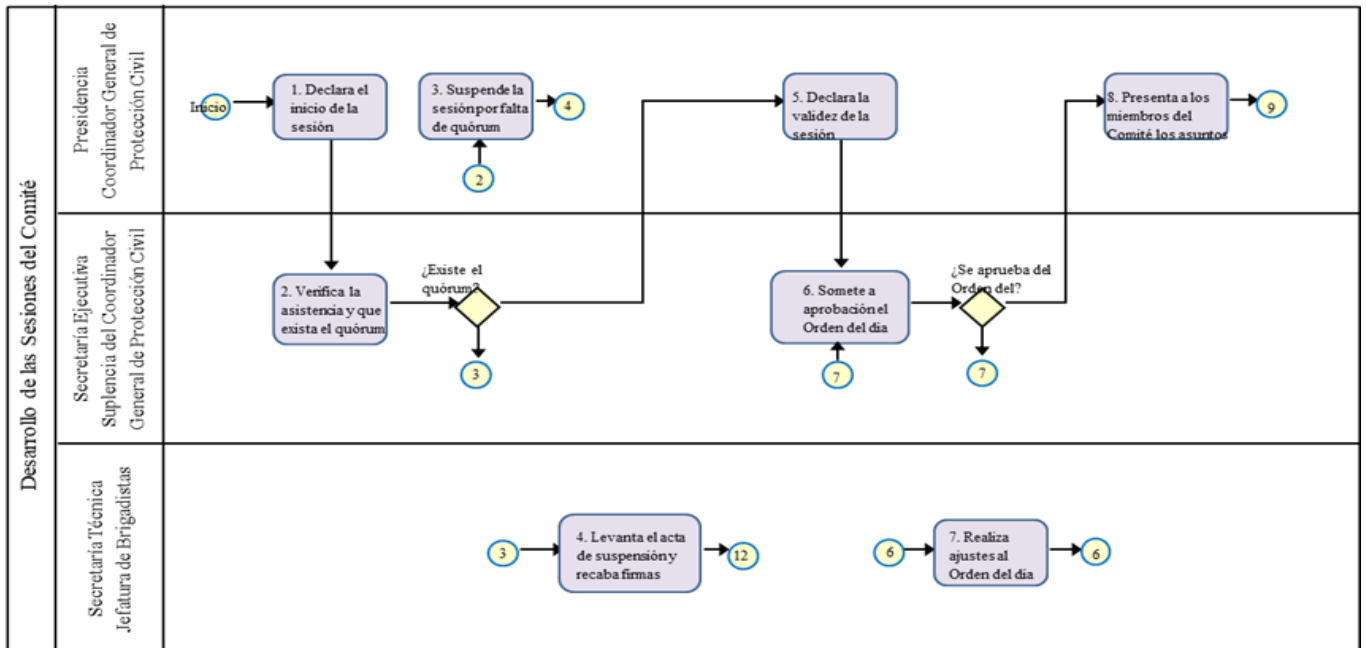 Desarrollo de las Sesiones del Comité
Presidencia
Coordinador General de
Protección Civil
Inicio
1. Declara el
inicio de la
sesión
3. Suspende la
sesión por falta
de quórum
4
2
5. Declara la
validez de la
sesión
8. Presenta a los
miembros del
Comité los asuntos
9
Secretaría Ejecutiva
Suplencia del Coordinador
General de Protección Civil
2. Verifica la
asistencia y que
exista el quórum
¿Existe el
quórum?
3
6. Somete a
aprobación el
Orden del día
7
¿Se aprueba del
Orden del?
7
Secretaría Técnica
Jefatura de Brigadistas
3
4. Levanta el acta
de suspensión y
recaba firmas
12
6
7. Realiza
ajustes al
Orden del día
6